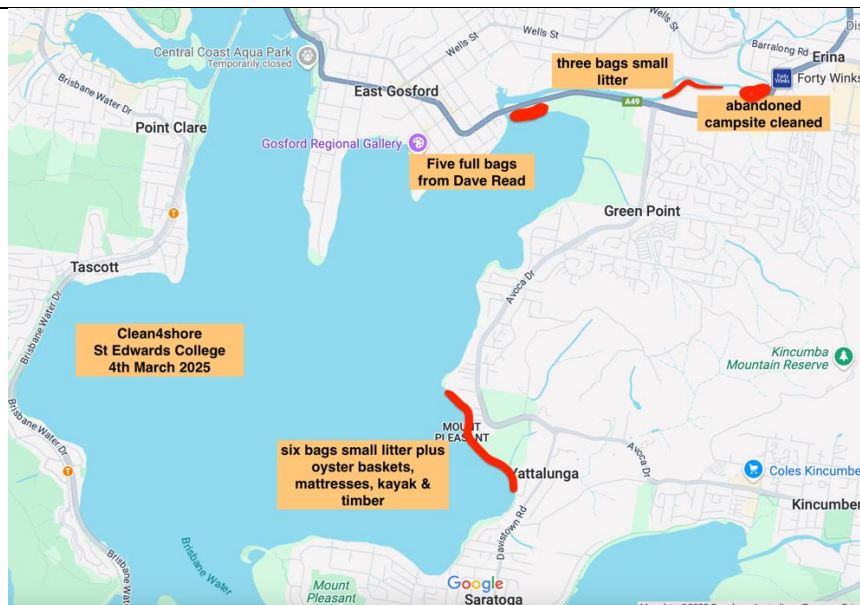 Wells St
Wells St
Central Coast Aqua Park
Temporarily closed
Barralong Rd
Erina
Forty Winks
Forty Winks
three bags small
litter
Brisbane Water Dr
East Gosford
A49
abandoned
campsite cleaned
Point Clare
Gosford Regional Gallery
Five full bags
from Dave Read
Green Point
Tascott
Avoca Dr
Brisbane Water Dr
Clean4shore
St Edwards College
4th March 2025
Kincumba
Mountain Reserve
Brisbane Water Dr
MOUNT
PLEASANT
six bags small litter plus
oyster baskets,
mattresses, kayak &
timber
Yattalunga
Avoca Dr
Coles Kincumbe
Kincumber
Davistown Rd
Brisbane Water
Mount
Pleasant
Google
Saratoga